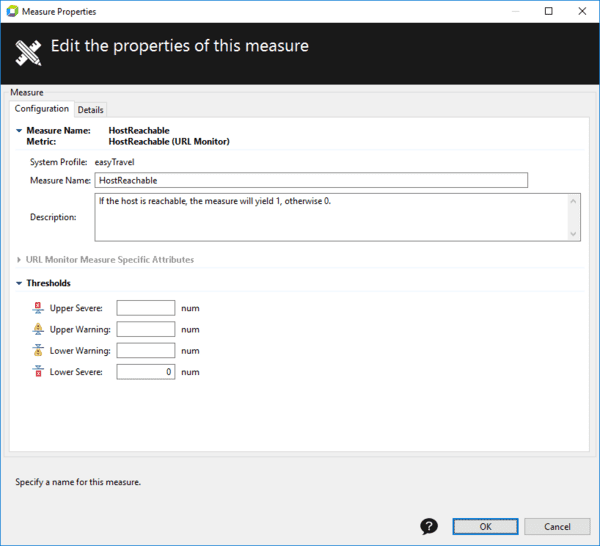 Measure Properties
Edit the properties of this measure
Measure
Configuration Details
Measure Name: HostReachable
Metric: HostReachable (URL Monitor)
System Profile: easyTravel
Measure Name: HostReachable
Description: If the host is reachable, the measure will yield 1, otherwise 0.
URL Monitor Measure Specific Attributes
Thresholds
Upper Severe: num
Upper Warning: num
Lower Warning: num
Lower Severe: 0 num
Specify a name for this measure.
? OK Cancel